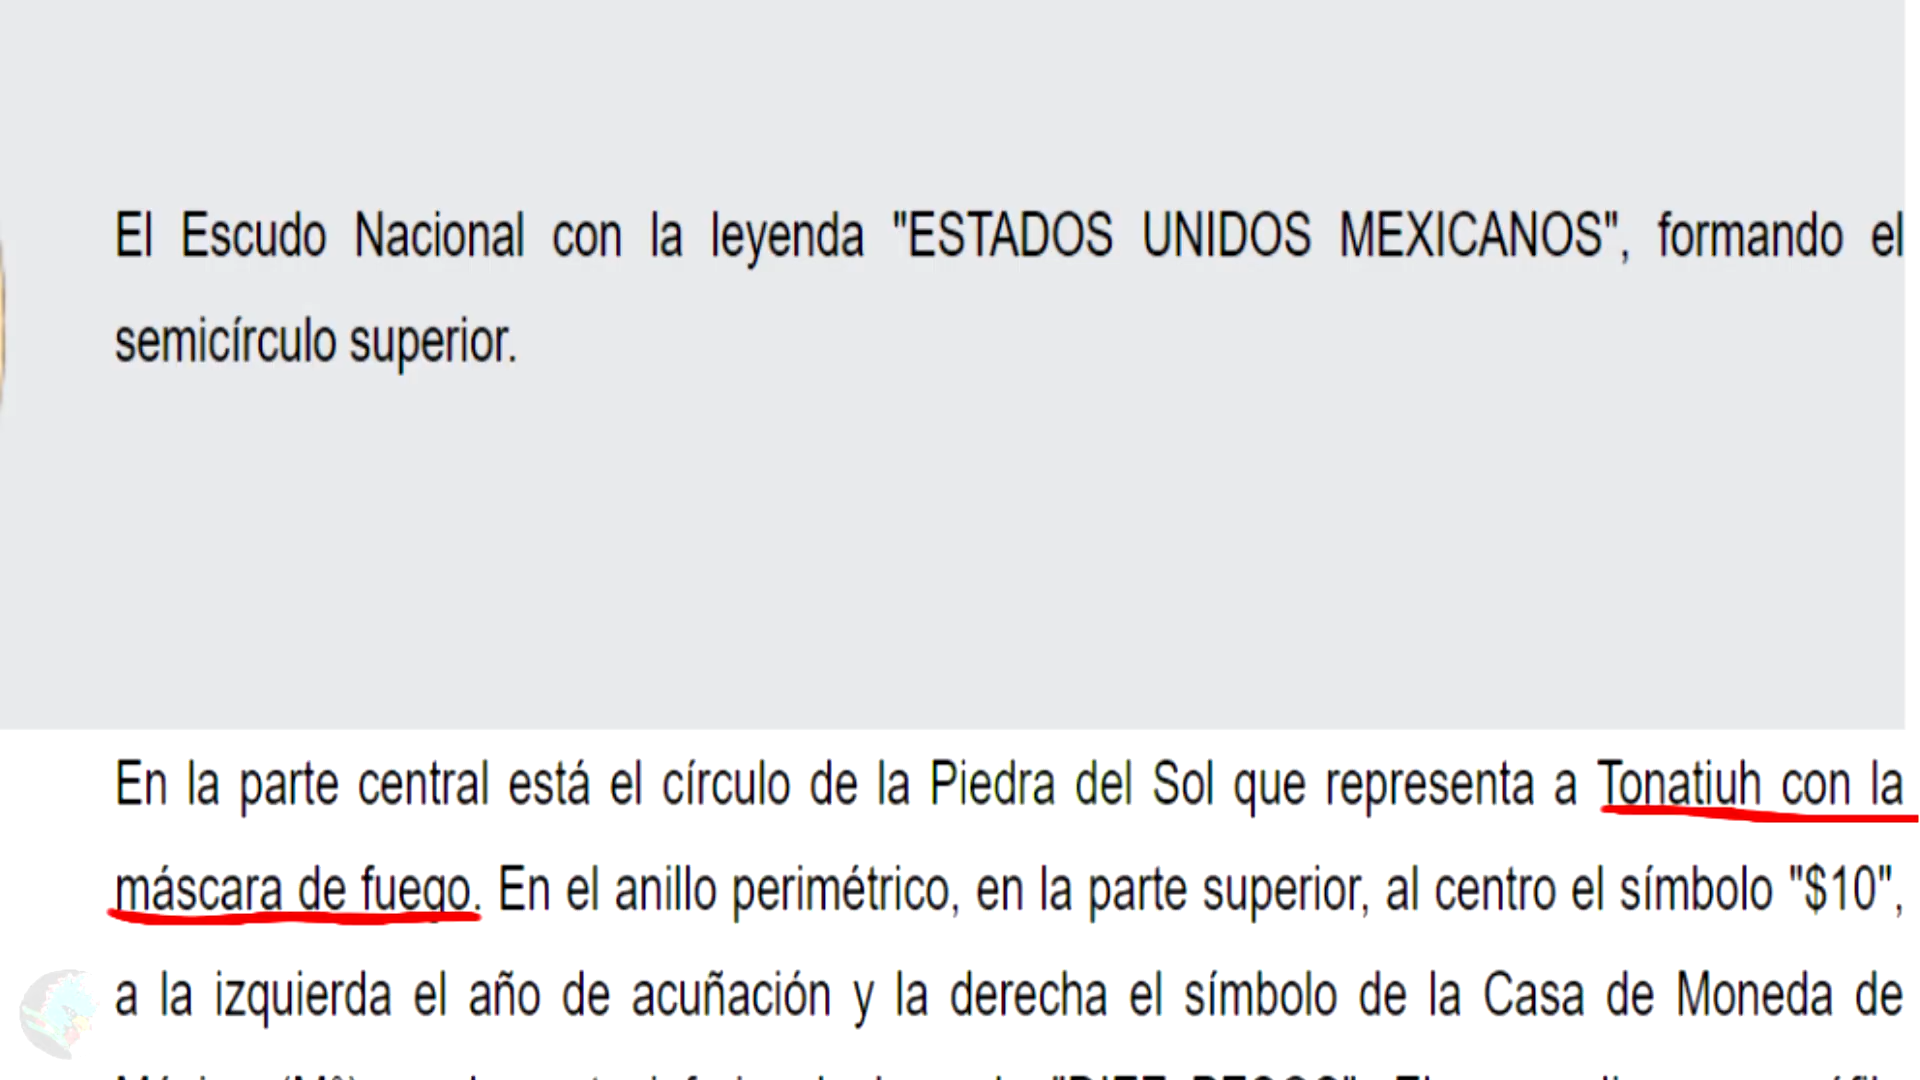 El Escudo Nacional con la leyenda "ESTADOS UNIDOS MEXICANOS", formando el
semicírculo superior.
En la parte central está el círculo de la Piedra del Sol que representa a Tonatiuh con la
máscara de fuego. En el anillo perimétrico, en la parte superior, al centro el símbolo "$10",
a la izquierda el año de acuñación y la derecha el símbolo de la Casa de Moneda de